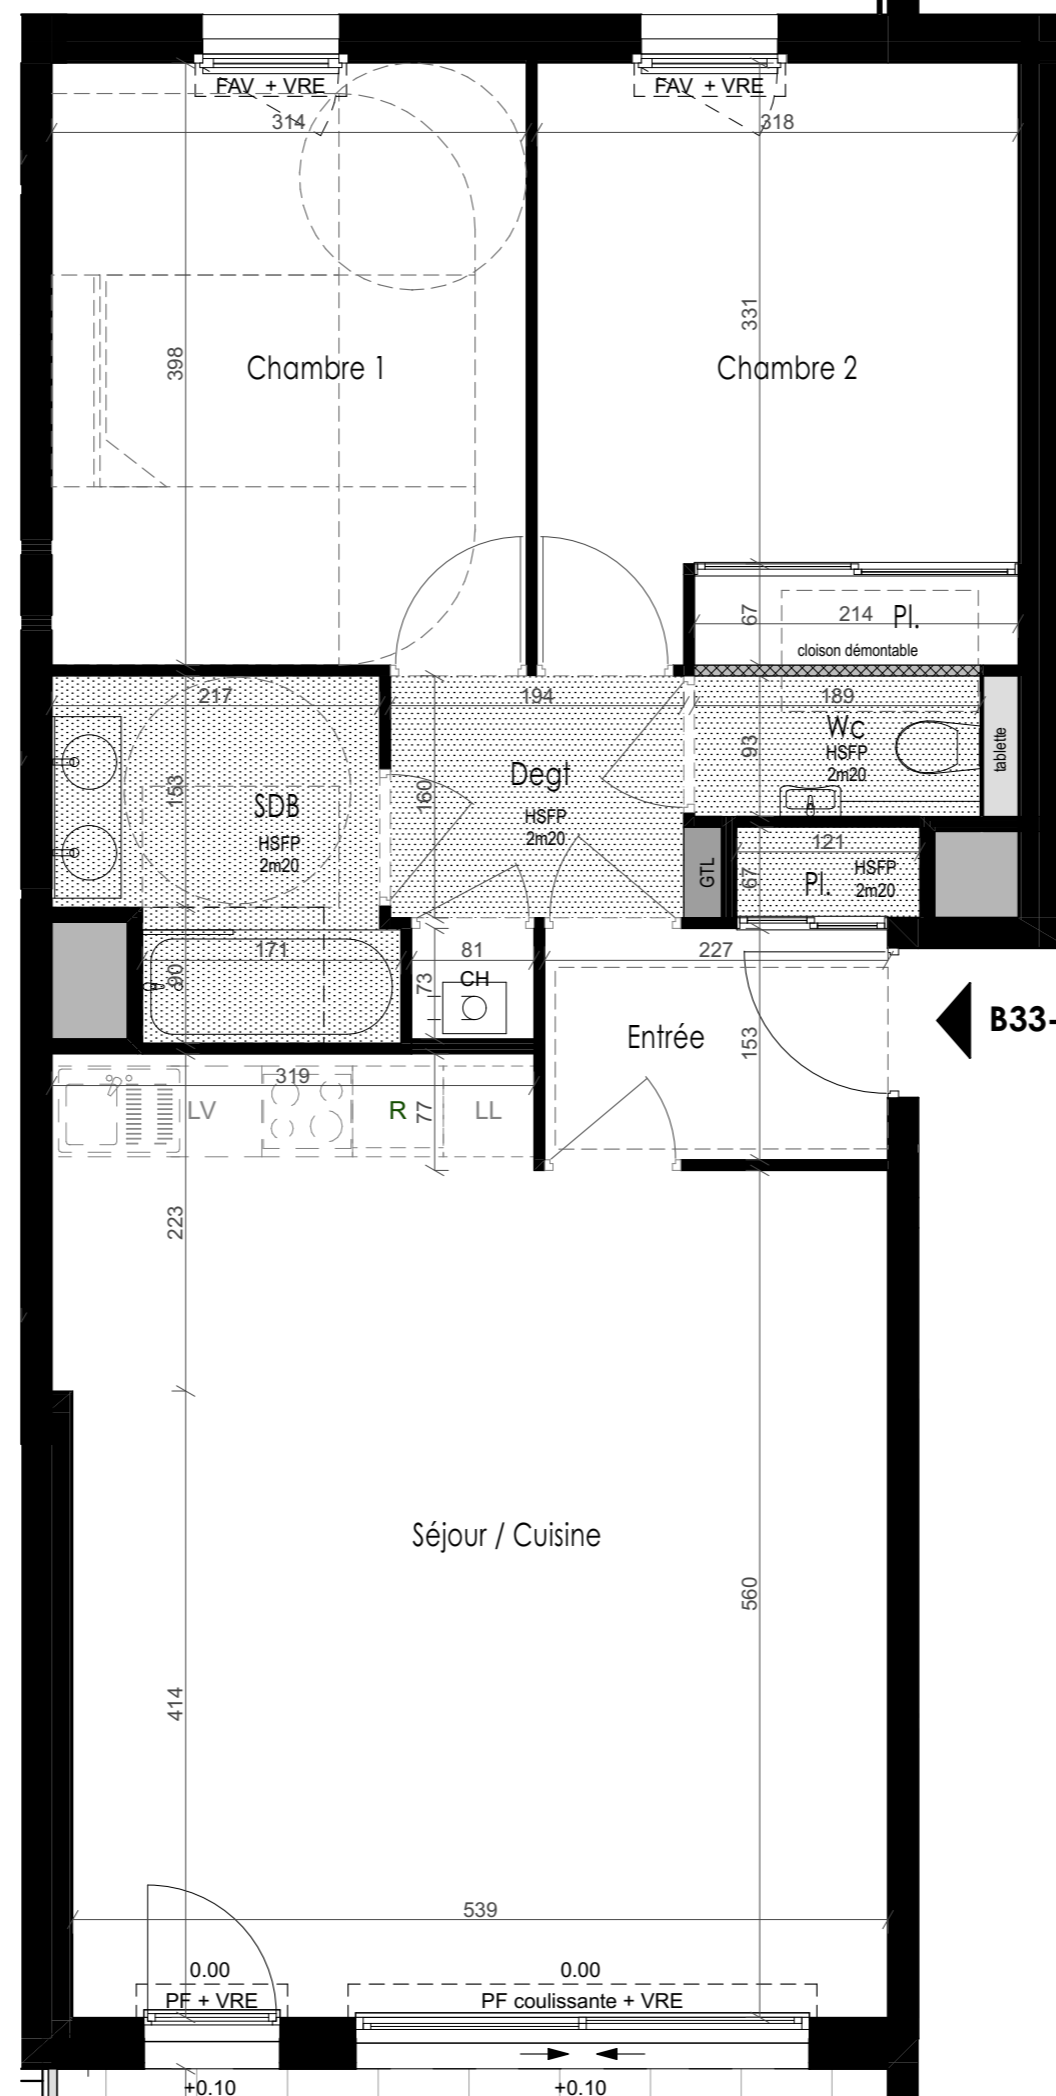 FAV + VRE
FAV + VRE
314
318
331
398
Chambre 1
Chambre 2
67
214
Pl.
cloison démontable
217
194
189
Wc
HSFP
2m20
93
tablette
Degt
HSFP
2m20
160
153
SDB
HSFP
2m20
121
GTL
67
Pl.
HSFP
2m20
171
90
81
73
CH
227
Entrée
153
B33-
319
77
LV
R
LL
223
Séjour / Cuisine
560
414
539
0.00
0.00
PF + VRE
PF coulissante + VRE
+0.10
+0.10